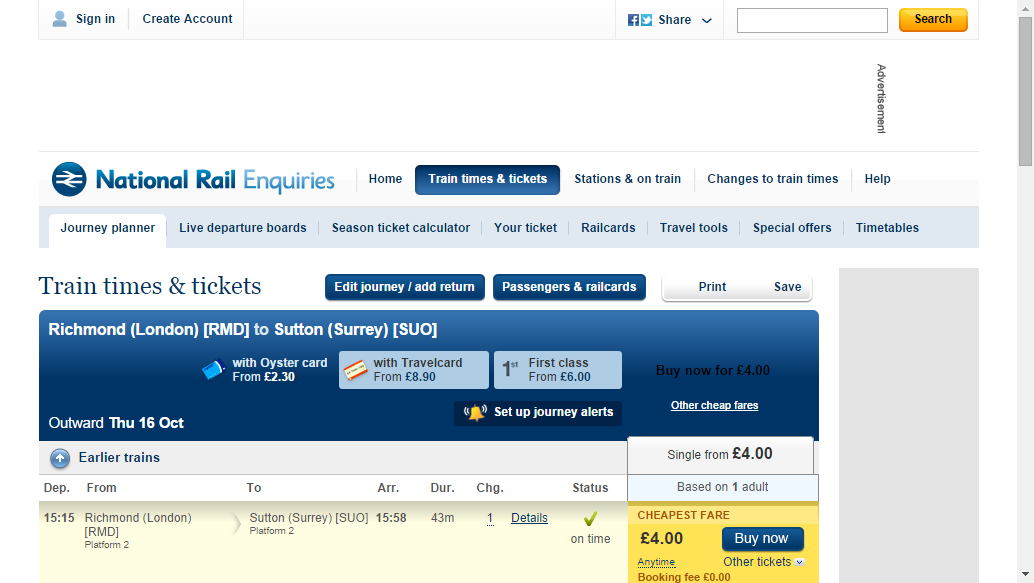 Sign in
Create Account
Share
Search
Advertisement
National Rail Enquiries
Home
Train times & tickets
Stations & on train
Changes to train times
Help
Journey planner
Live departure boards
Season ticket calculator
Your ticket
Railcards
Travel tools
Special offers
Timetables
Train times & tickets
Edit journey / add return
Passengers & railcards
Print
Save
Richmond (London) [RMD] to Sutton (Surrey) [SUO]
with Oyster card
From £2.30
with Travelcard
From £8.90
1st
First class
From £6.00
Buy now for £4.00
Other cheap fares
Set up journey alerts
Outward Thu 16 Oct
Earlier trains
Single from £4.00
Dep. From To Arr. Dur. Chg. Status
Based on 1 adult
15:15 Richmond (London) [RMD]
Platform 2
Sutton (Surrey) [SUO]
Platform 2
15:58 43m 1 Details
on time
CHEAPEST FARE
£4.00
Buy now
Anytime
Other tickets
Booking fee £0.00